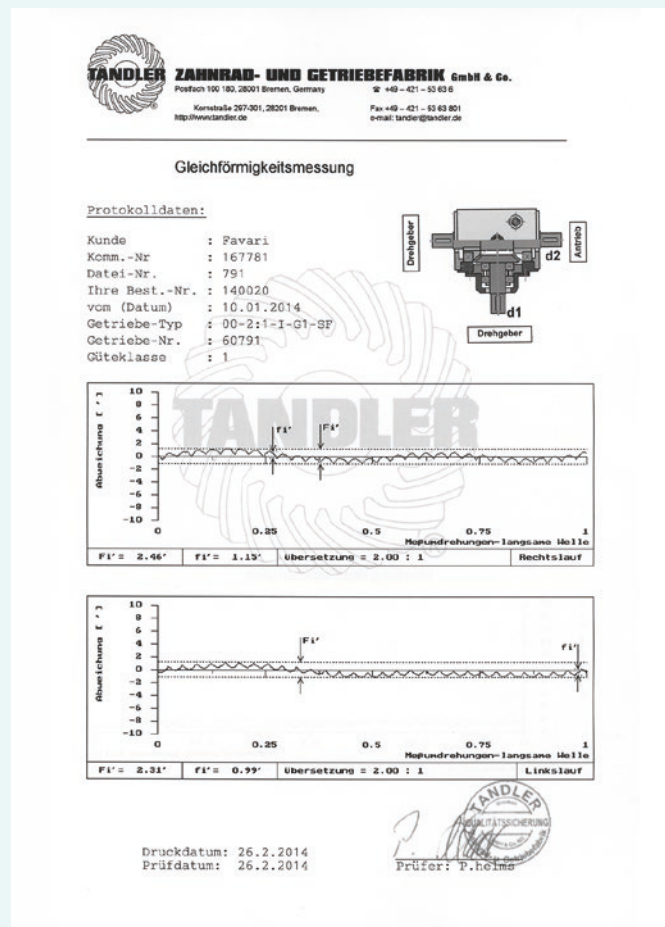 TANDLER ZAHNRAD- UND GETRIEBEFABRIK GmbH & Co.
Postfach 100 180, 28001 Bremen, Germany ☎ +49 – 421 – 53 63 6
Kornstraße 297-301, 28201 Bremen, Fax +49 – 421 – 53 63 801
http://www.tandler.de e-mail: tandler@tandler.de
Gleichförmigkeitsmessung
Protokolldaten:
Kunde : Favari
Komm.-Nr : 167781
Datei-Nr. : 791
Ihre Best.-Nr. : 140020
vom (Datum) : 10.01.2014
Getriebe-Typ : 00-2:1-I-G1-SF
Getriebe-Nr. : 60791
Güteklasse : 1
Drehgeber
Antrieb
d2
d1
Drehgeber
TANDLER
Abweichung [ ' ]
10
8
6
4
2
0
-2
-4
-6
-8
-10
fi' Fi'
0 0.25 0.5 0.75 1
Meßumdrehungen-langsame Welle
Fi'= 2.46' fi'= 1.15' Übersetzung = 2.00 : 1 Rechtslauf
Abweichung [ ' ]
10
8
6
4
2
0
-2
-4
-6
-8
-10
Fi' fi'
0 0.25 0.5 0.75 1
Meßumdrehungen-langsame Welle
Fi'= 2.31' fi'= 0.99' Übersetzung = 2.00 : 1 Linkslauf
TANDLER
QUALITÄTSSICHERUNG
Druckdatum: 26.2.2014
Prüfdatum: 26.2.2014
Prüfer: P.helms